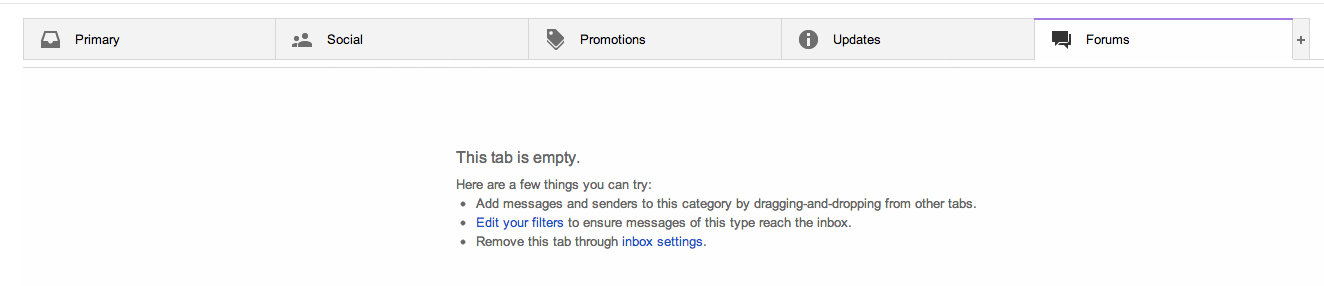 Primary Social Promotions Updates Forums +
This tab is empty.
Here are a few things you can try:
Add messages and senders to this category by dragging-and-dropping from other tabs.
Edit your filters to ensure messages of this type reach the inbox.
Remove this tab through inbox settings.